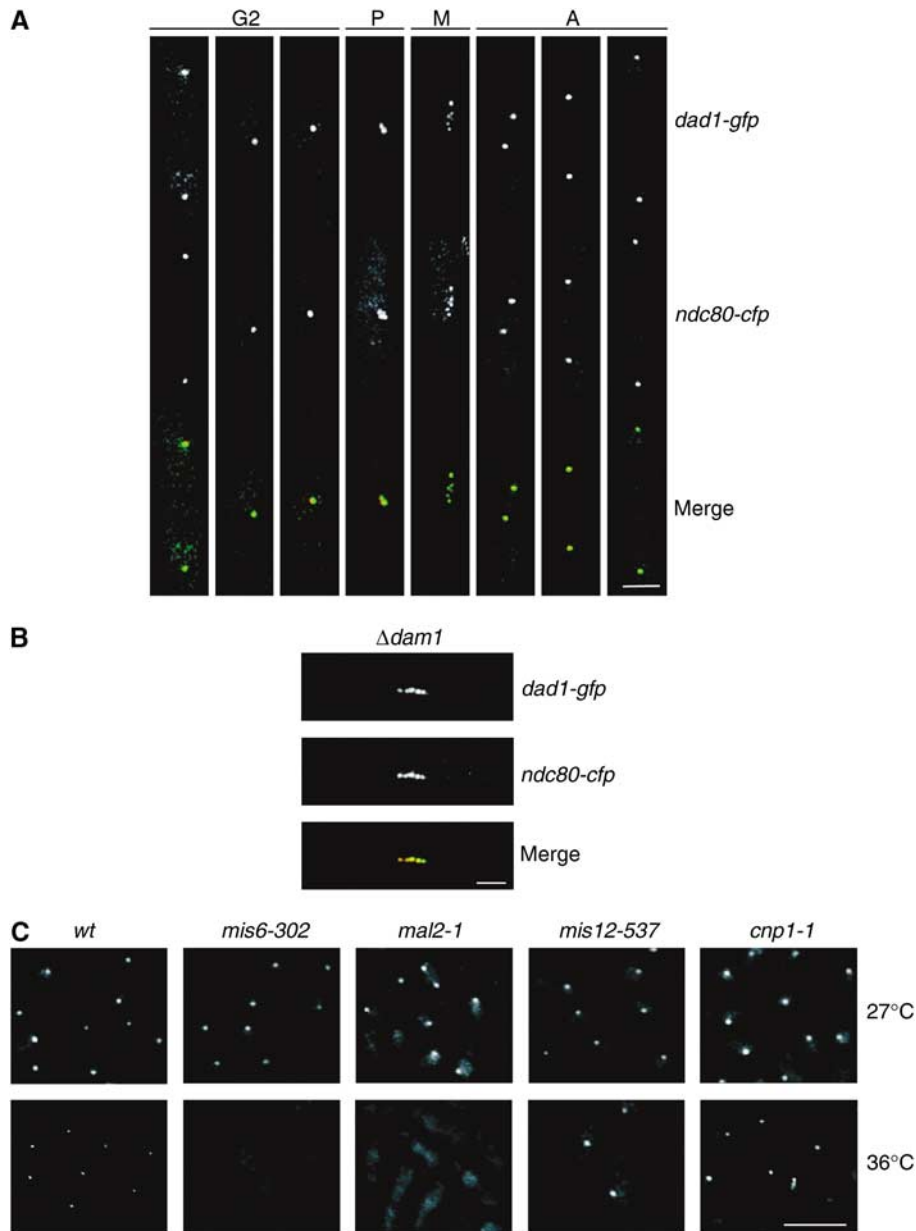 A
G2 P M A
dad1-gfp
ndc80-cfp
Merge
B
Δdam1
dad1-gfp
ndc80-cfp
Merge
C
wt mis6-302 mal2-1 mis12-537 cnp1-1
27°C
36°C